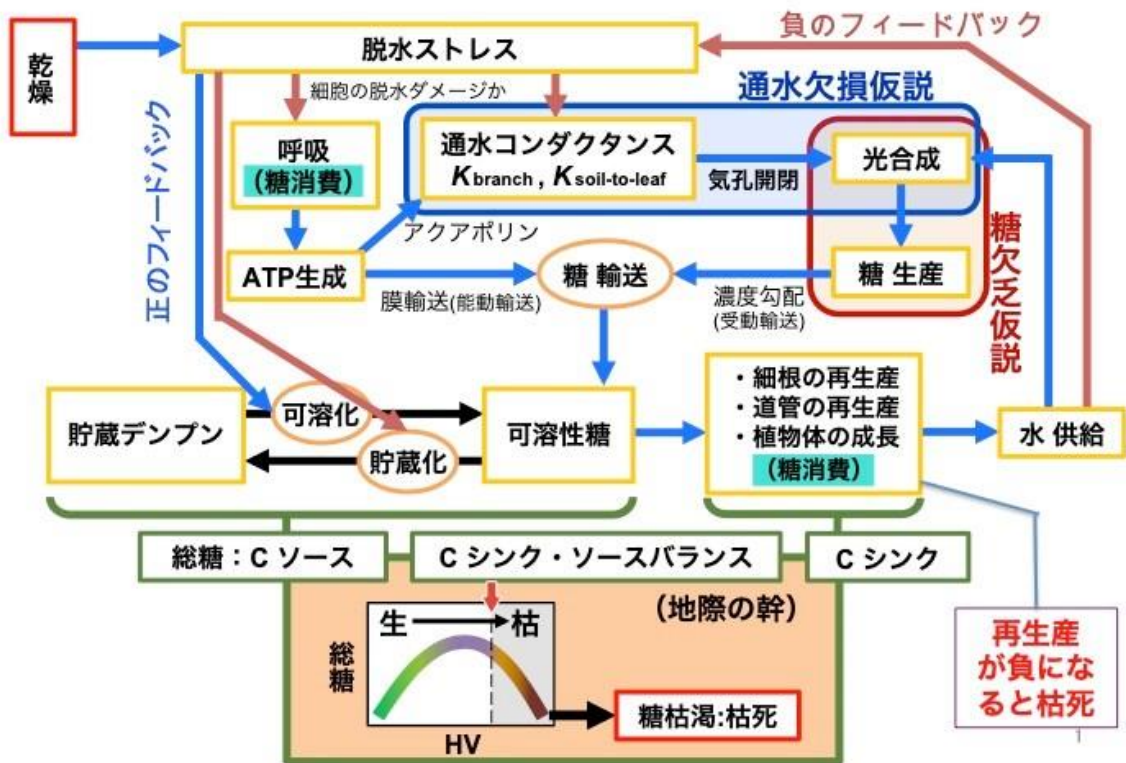 乾
燥
脱水ストレス
負のフィードバック
細胞の脱水ダメージか
通水欠損仮説
呼吸
(糖消費)
通水コンダクタンス
Kbranch , Ksoil-to-leaf
気孔開閉
光合成
正のフィードバック
アクアポリン
ATP生成
膜輸送(能動輸送)
糖 輸送
濃度勾配
(受動輸送)
糖 生産
糖欠乏仮説
貯蔵デンプン
可溶化
貯蔵化
可溶性糖
・細根の再生産
・道管の再生産
・植物体の成長
(糖消費)
水 供給
総糖:C ソース
C シンク・ソースバランス
C シンク
(地際の幹)
生
枯
総糖
HV
糖枯渇:枯死
再生産
が負にな
ると枯死
1